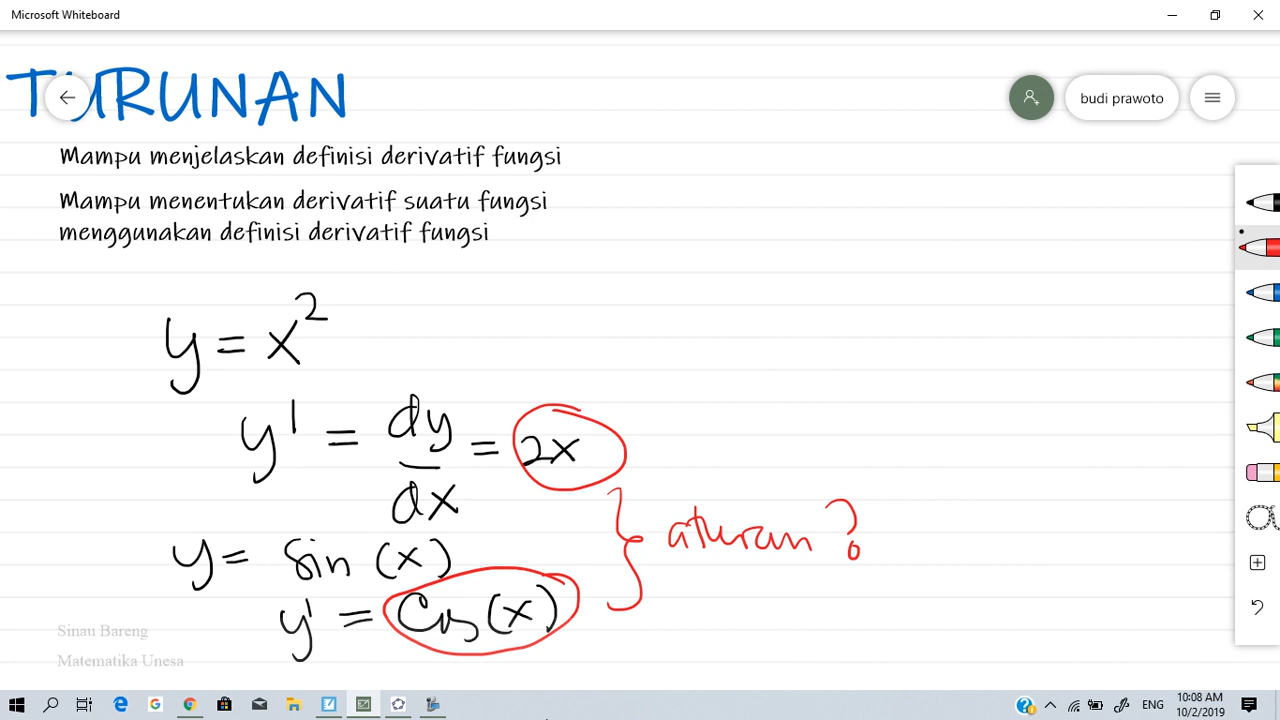 Microsoft Whiteboard
TURUNAN
budi prawoto
Mampu menjelaskan definisi derivatif fungsi
Mampu menentukan derivatif suatu fungsi
menggunakan definisi derivatif fungsi
y = x²
y' = dy/dx = 2x
aturan ?
y = sin (x)
y' = Cos(x)
Sinau Bareng
Matematika Unesa
ENG
10:08 AM
10/2/2019